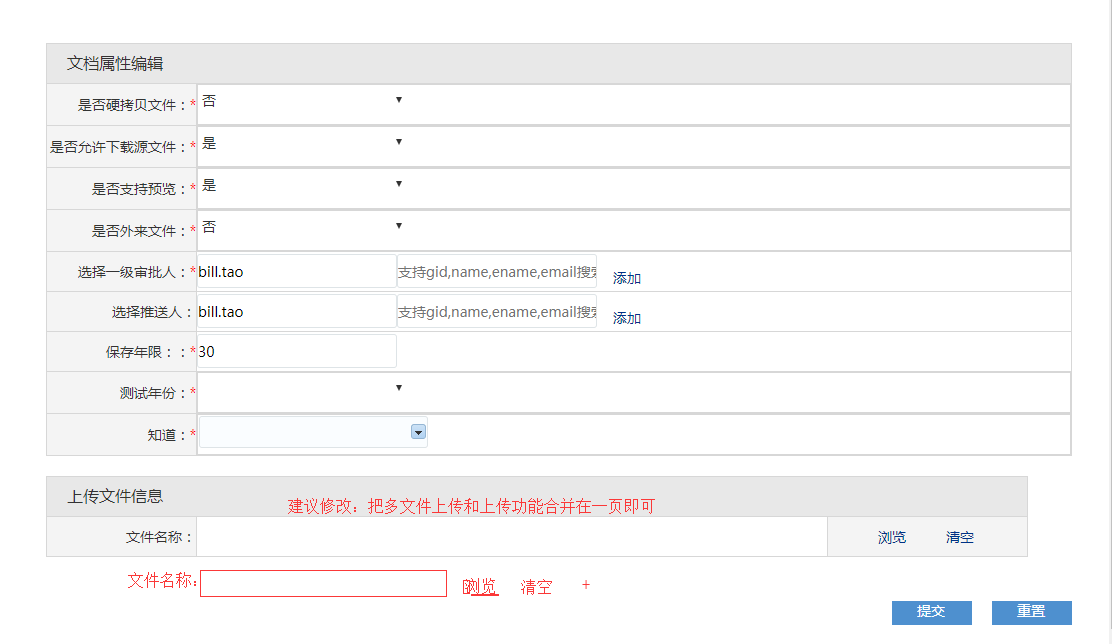 文档属性编辑
是否硬拷贝文件：* 否
是否允许下载源文件：* 是
是否支持预览：* 是
是否外来文件：* 否
选择一级审批人：* bill.tao 支持gid,name,ename,email搜索 添加
选择推送人： bill.tao 支持gid,name,ename,email搜索 添加
保存年限：：* 30
测试年份：*
知道：*
上传文件信息
建议修改：把多文件上传和上传功能合并在一页即可
文件名称： 浏览 清空
文件名称： 浏览 清空 +
提交 重置